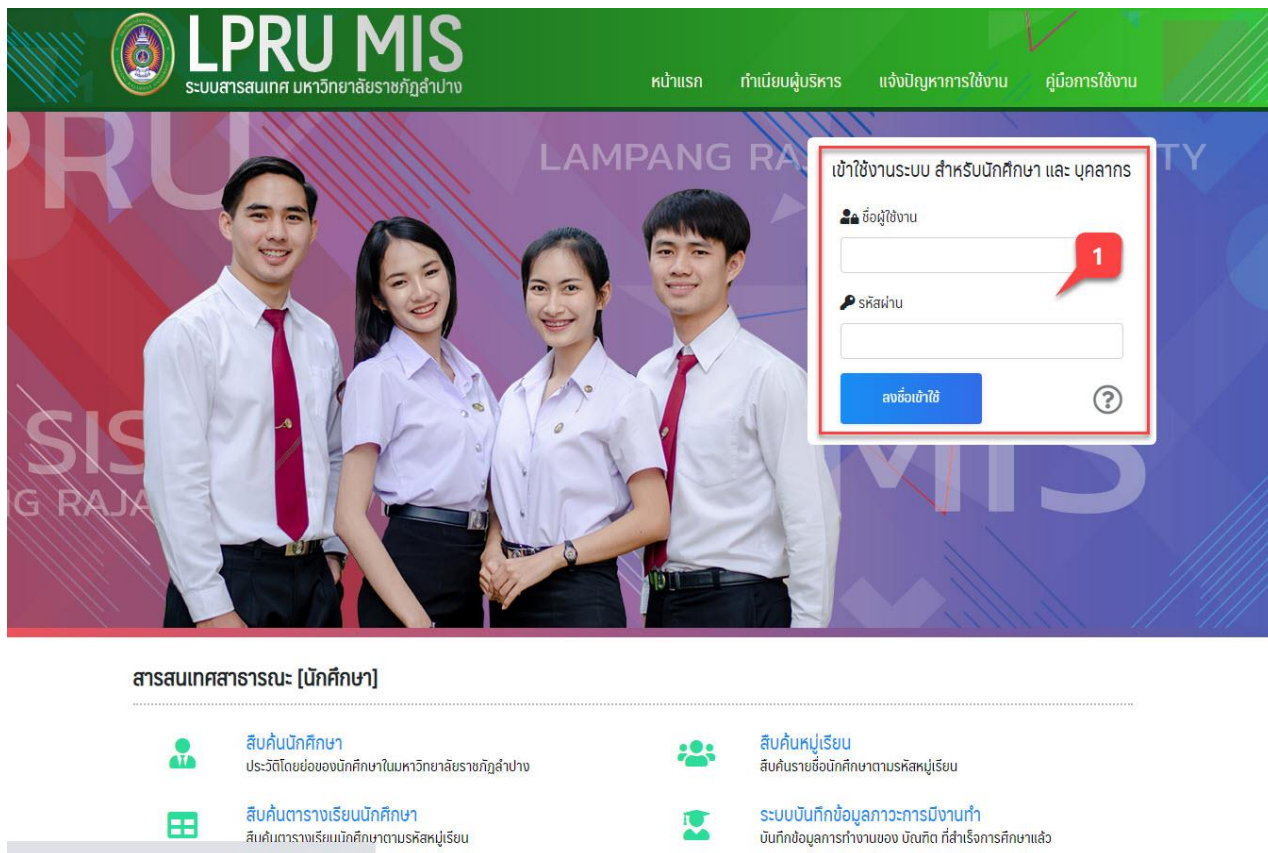 LPRU MIS
ระบบสารสนเทศ มหาวิทยาลัยราชภัฏลำปาง
หน้าแรก ทำเนียบผู้บริหาร แจ้งปัญหาการใช้งาน คู่มือการใช้งาน
PRU
LAMPANG RA
TY
เข้าใช้งานระบบ สำหรับนักศึกษา และ บุคลากร
ชื่อผู้ใช้งาน
1
รหัสผ่าน
ลงชื่อเข้าใช้
?
SIS
MIS
NG RAJA
สารสนเทศสาธารณะ [นักศึกษา]
สืบค้นนักศึกษา
ประวัติโดยย่อของนักศึกษาในมหาวิทยาลัยราชภัฏลำปาง
สืบค้นหมู่เรียน
สืบค้นรายชื่อนักศึกษาตามรหัสหมู่เรียน
สืบค้นตารางเรียนนักศึกษา
สืบค้นตารางเรียนนักศึกษาตามรหัสหมู่เรียน
ระบบบันทึกข้อมูลภาวะการมีงานทำ
บันทึกข้อมูลการทำงานของ บัณฑิต ที่สำเร็จการศึกษาแล้ว